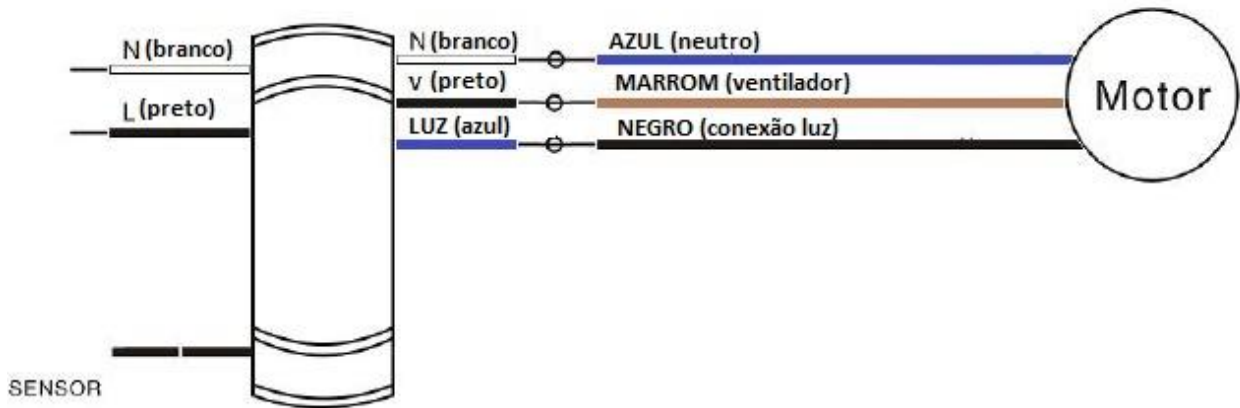 N (branco)
L (preto)
SENSOR
N (branco)
V (preto)
LUZ (azul)
AZUL (neutro)
MARROM (ventilador)
NEGRO (conexão luz)
Motor